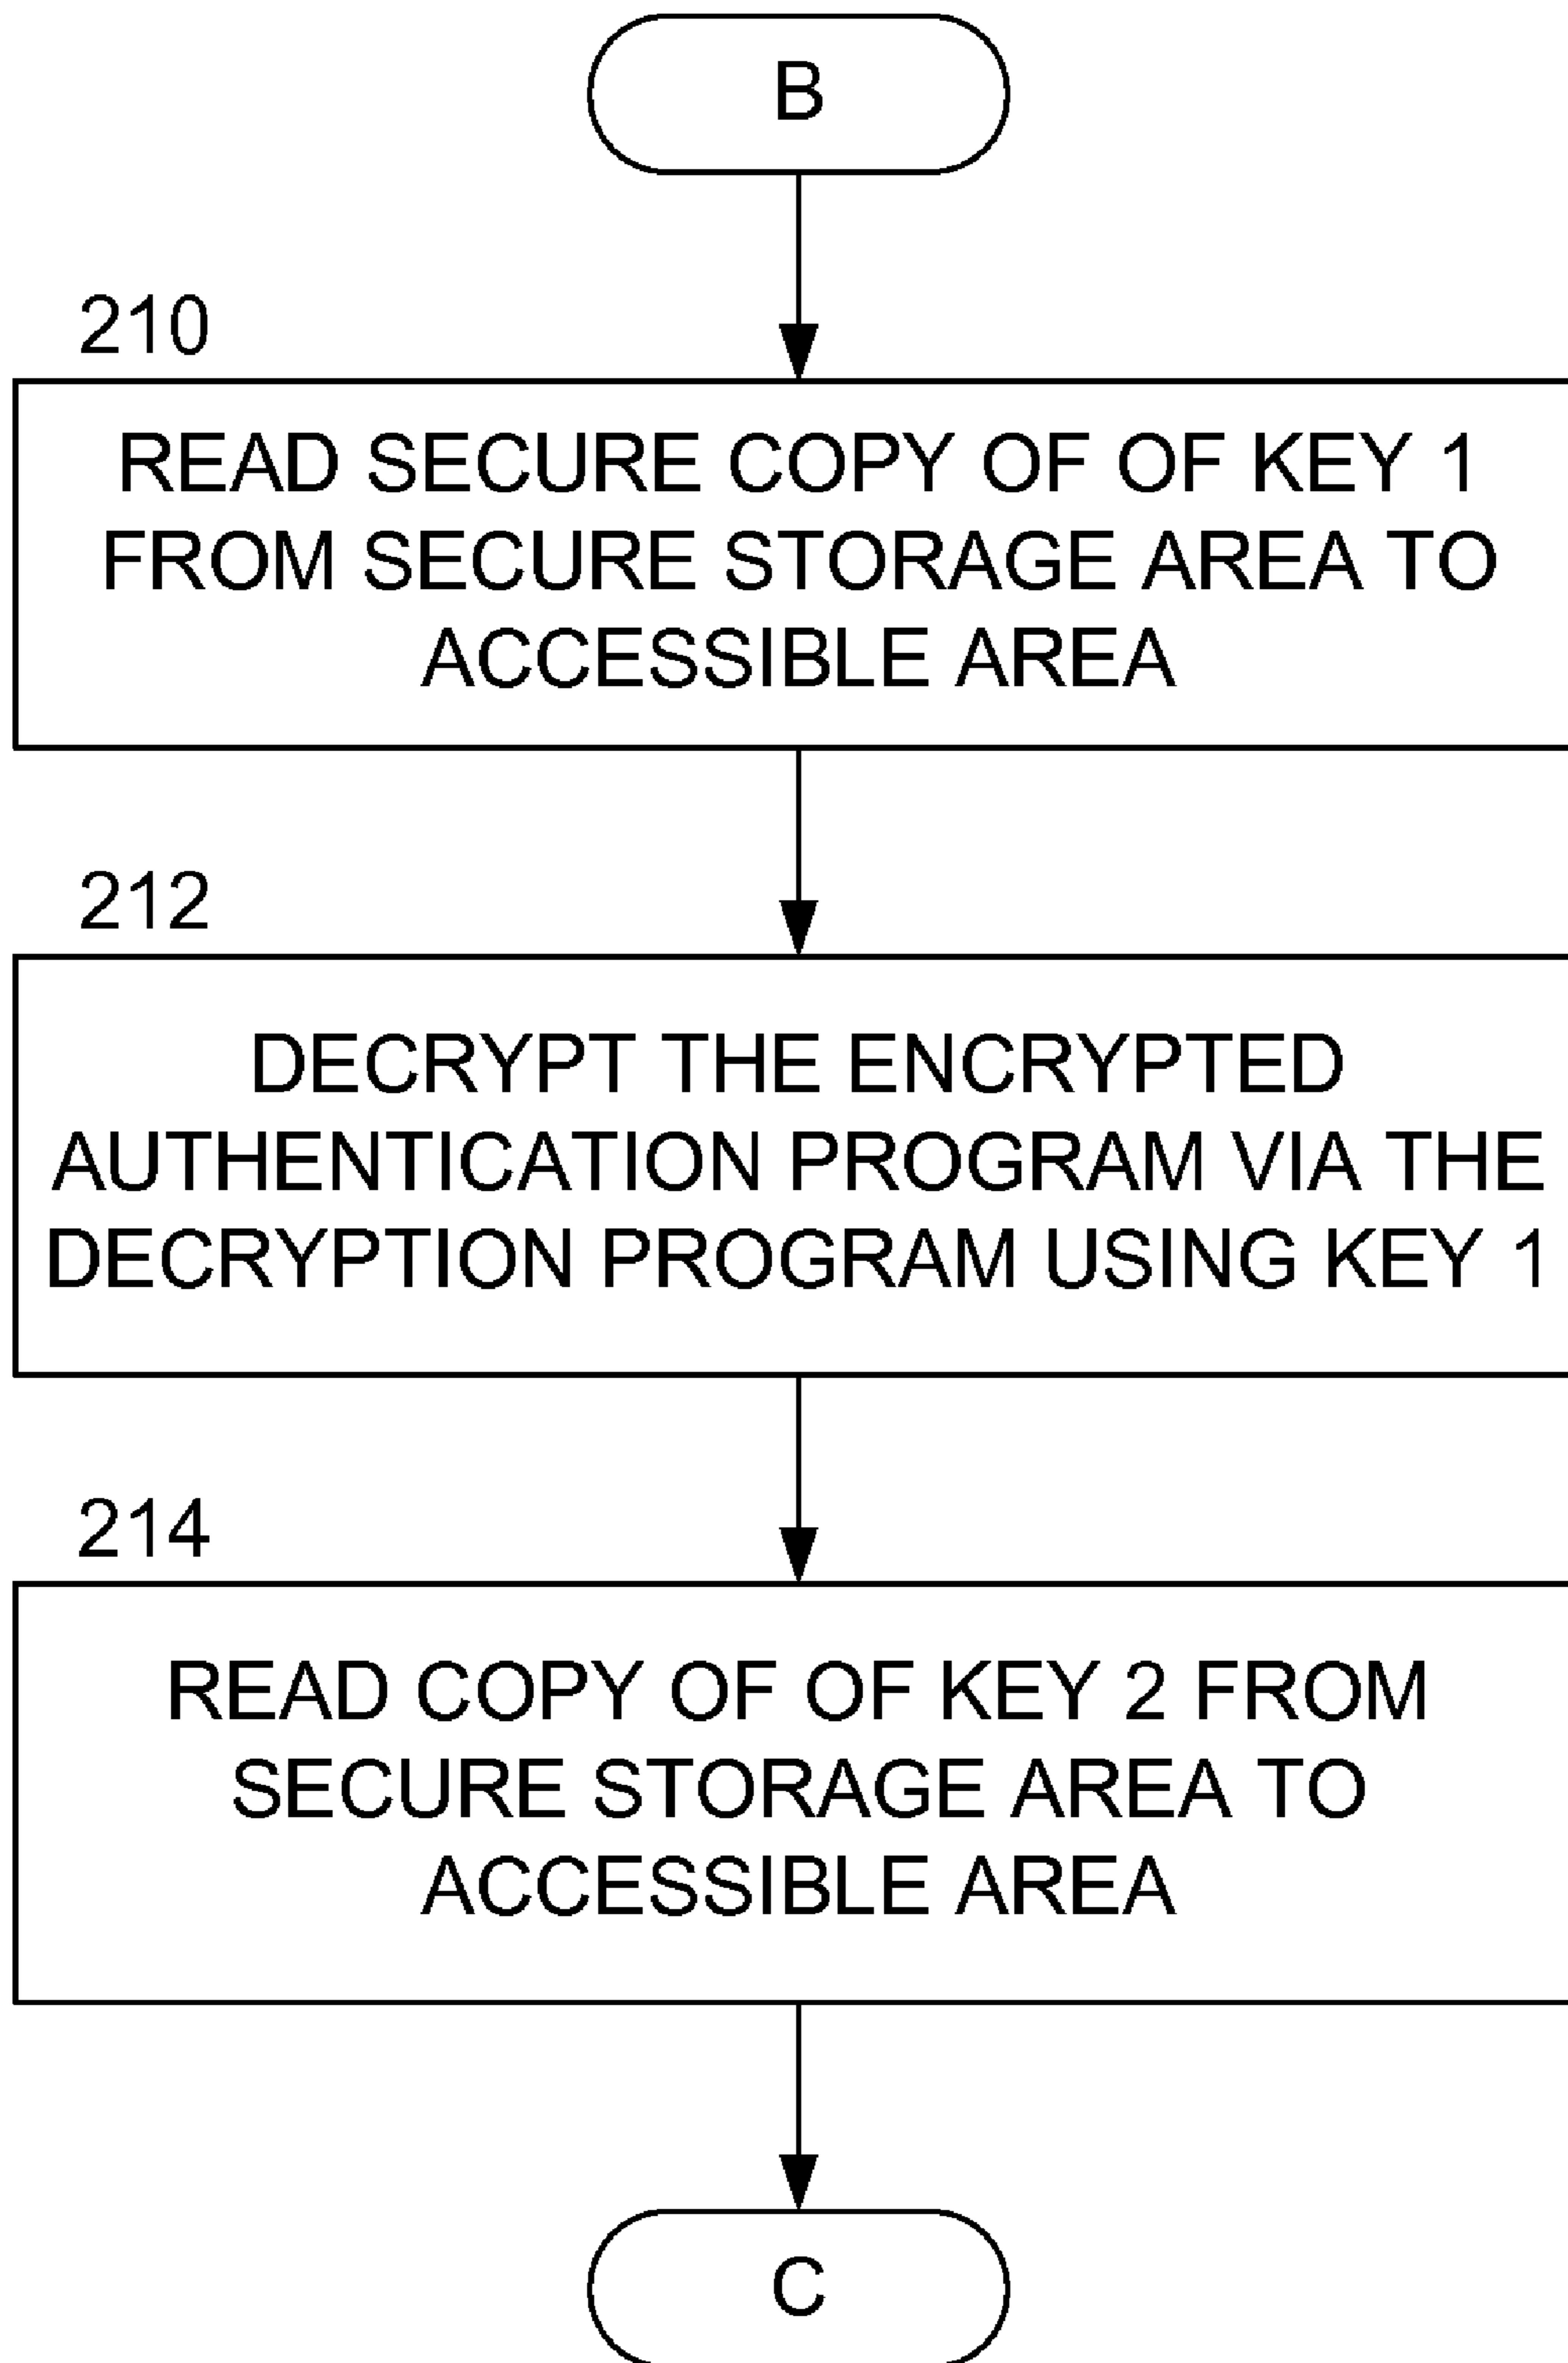 B
210
READ SECURE COPY OF OF KEY 1
FROM SECURE STORAGE AREA TO
ACCESSIBLE AREA
212
DECRYPT THE ENCRYPTED
AUTHENTICATION PROGRAM VIA THE
DECRYPTION PROGRAM USING KEY 1
214
READ COPY OF OF KEY 2 FROM
SECURE STORAGE AREA TO
ACCESSIBLE AREA
C